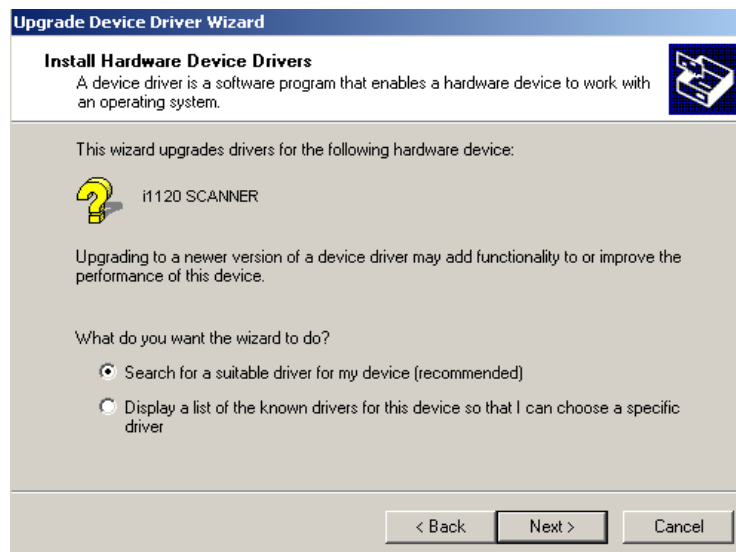 Upgrade Device Driver Wizard
Install Hardware Device Drivers
A device driver is a software program that enables a hardware device to work with
an operating system.
This wizard upgrades drivers for the following hardware device:
i1120 SCANNER
Upgrading to a newer version of a device driver may add functionality to or improve the
performance of this device.
What do you want the wizard to do?
Search for a suitable driver for my device (recommended)
Display a list of the known drivers for this device so that I can choose a specific
driver
< Back
Next >
Cancel